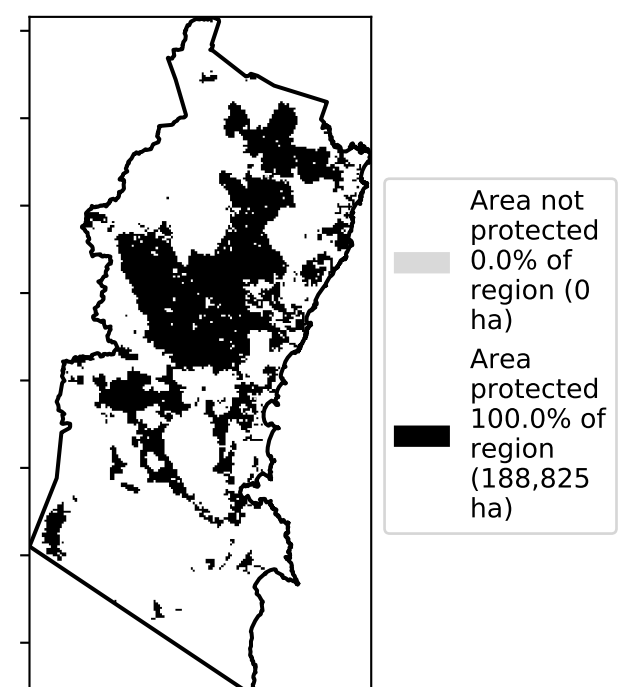 Area not
protected
0.0% of
region (0
ha)
Area
protected
100.0% of
region
(188,825
ha)